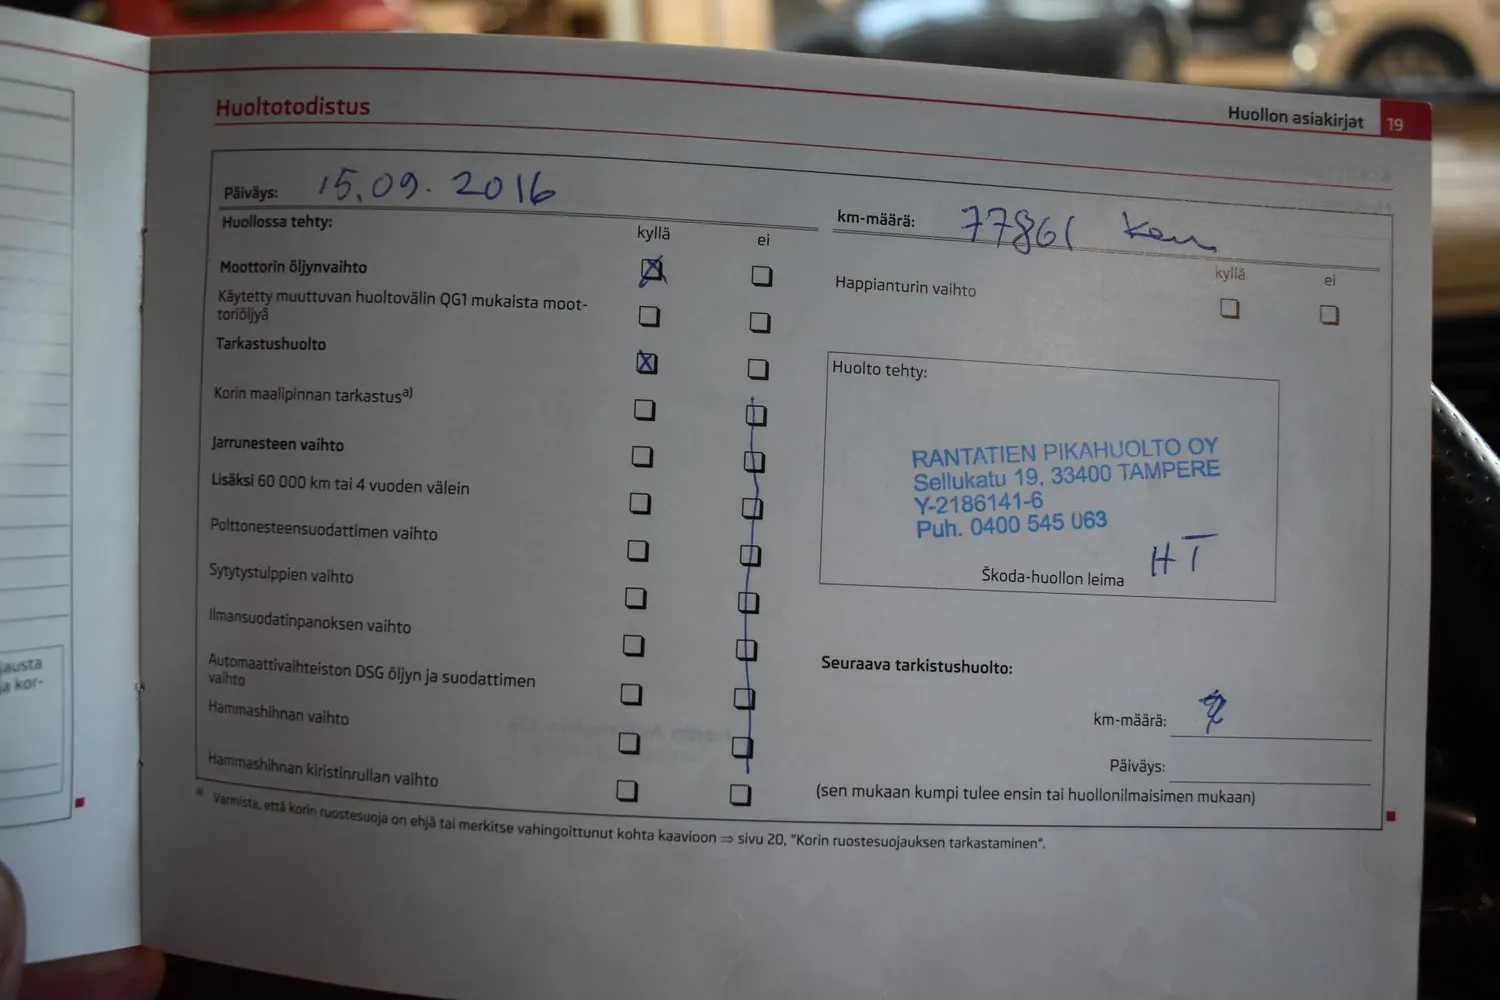 Huoltotodistus
Huollon asiakirjat 19
Päiväys: 15.09.2016
km-määrä: 77861 km
Huollossa tehty:
kyllä ei
Moottorin öljynvaihto
Käytetty muuttuvan huoltovälin QG1 mukaista moot-
toriöljyä
Tarkastushuolto
Korin maalipinnan tarkastusa)
Jarrunesteen vaihto
Lisäksi 60 000 km tai 4 vuoden välein
Polttonesteensuodattimen vaihto
Sytytystulppien vaihto
Ilmansuodatinpanoksen vaihto
Automaattivaihteiston DSG öljyn ja suodattimen
vaihto
Hammashihnan vaihto
Hammashihnan kiristinrullan vaihto
kyllä ei
Happianturin vaihto
Huolto tehty:
RANTATIEN PIKAHUOLTO OY
Sellukatu 19, 33400 TAMPERE
Y-2186141-6
Puh. 0400 545 063
HT
Škoda-huollon leima
Seuraava tarkistushuolto:
km-määrä:
Päiväys:
(sen mukaan kumpi tulee ensin tai huollonilmaisimen mukaan)
a) Varmista, että korin ruostesuoja on ehjä tai merkitse vahingoittunut kohta kaavioon ⇒ sivu 20, "Korin ruostesuojauksen tarkastaminen".
jausta
a kor-